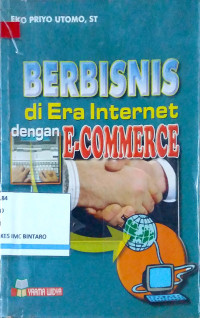 EKO PRIYO UTOMO, ST
BERBISNIS
di Era Internet
dengan
E-COMMERCE
.84
KES IMC BINTARO
YRAMA WIDYA